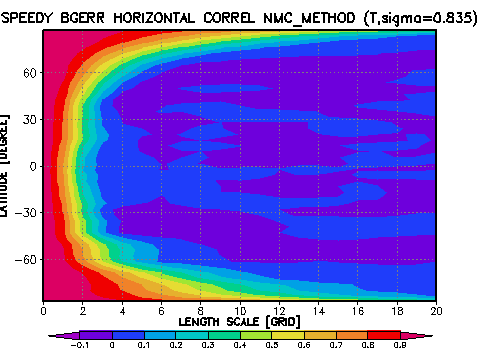 SPEEDY BGERR HORIZONTAL CORREL NMC_METHOD (T,sigma=0.835)
LATITUDE [DEGREE]
60
30
0
−30
−60
0 2 4 6 8 10 12 14 16 18 20
LENGTH SCALE [GRID]
−0.1 0 0.1 0.2 0.3 0.4 0.5 0.6 0.7 0.8 0.9